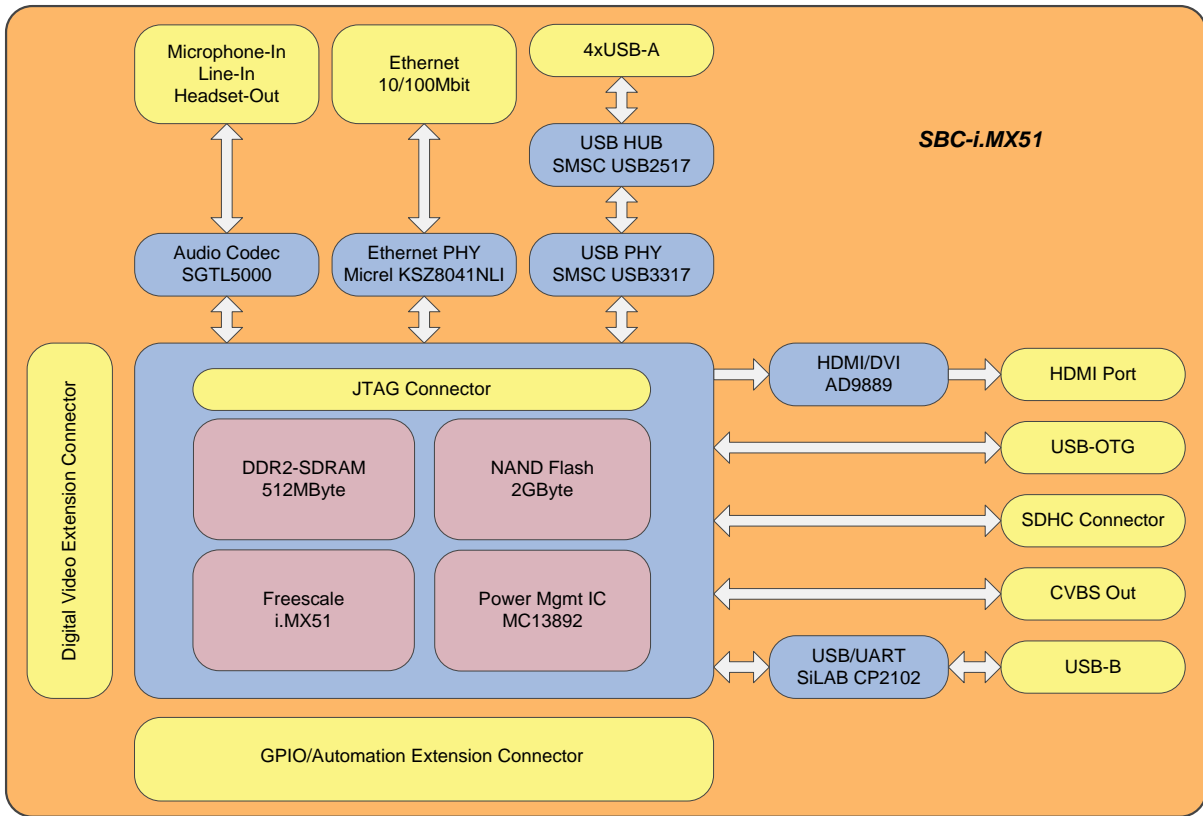 Microphone-In
Line-In
Headset-Out
Ethernet
10/100Mbit
4xUSB-A
USB HUB
SMSC USB2517
SBC-i.MX51
Audio Codec
SGTL5000
Ethernet PHY
Micrel KSZ8041NLI
USB PHY
SMSC USB3317
Digital Video Extension Connector
JTAG Connector
DDR2-SDRAM
512MByte
NAND Flash
2GByte
Freescale
i.MX51
Power Mgmt IC
MC13892
HDMI/DVI
AD9889
HDMI Port
USB-OTG
SDHC Connector
CVBS Out
USB/UART
SiLAB CP2102
USB-B
GPIO/Automation Extension Connector